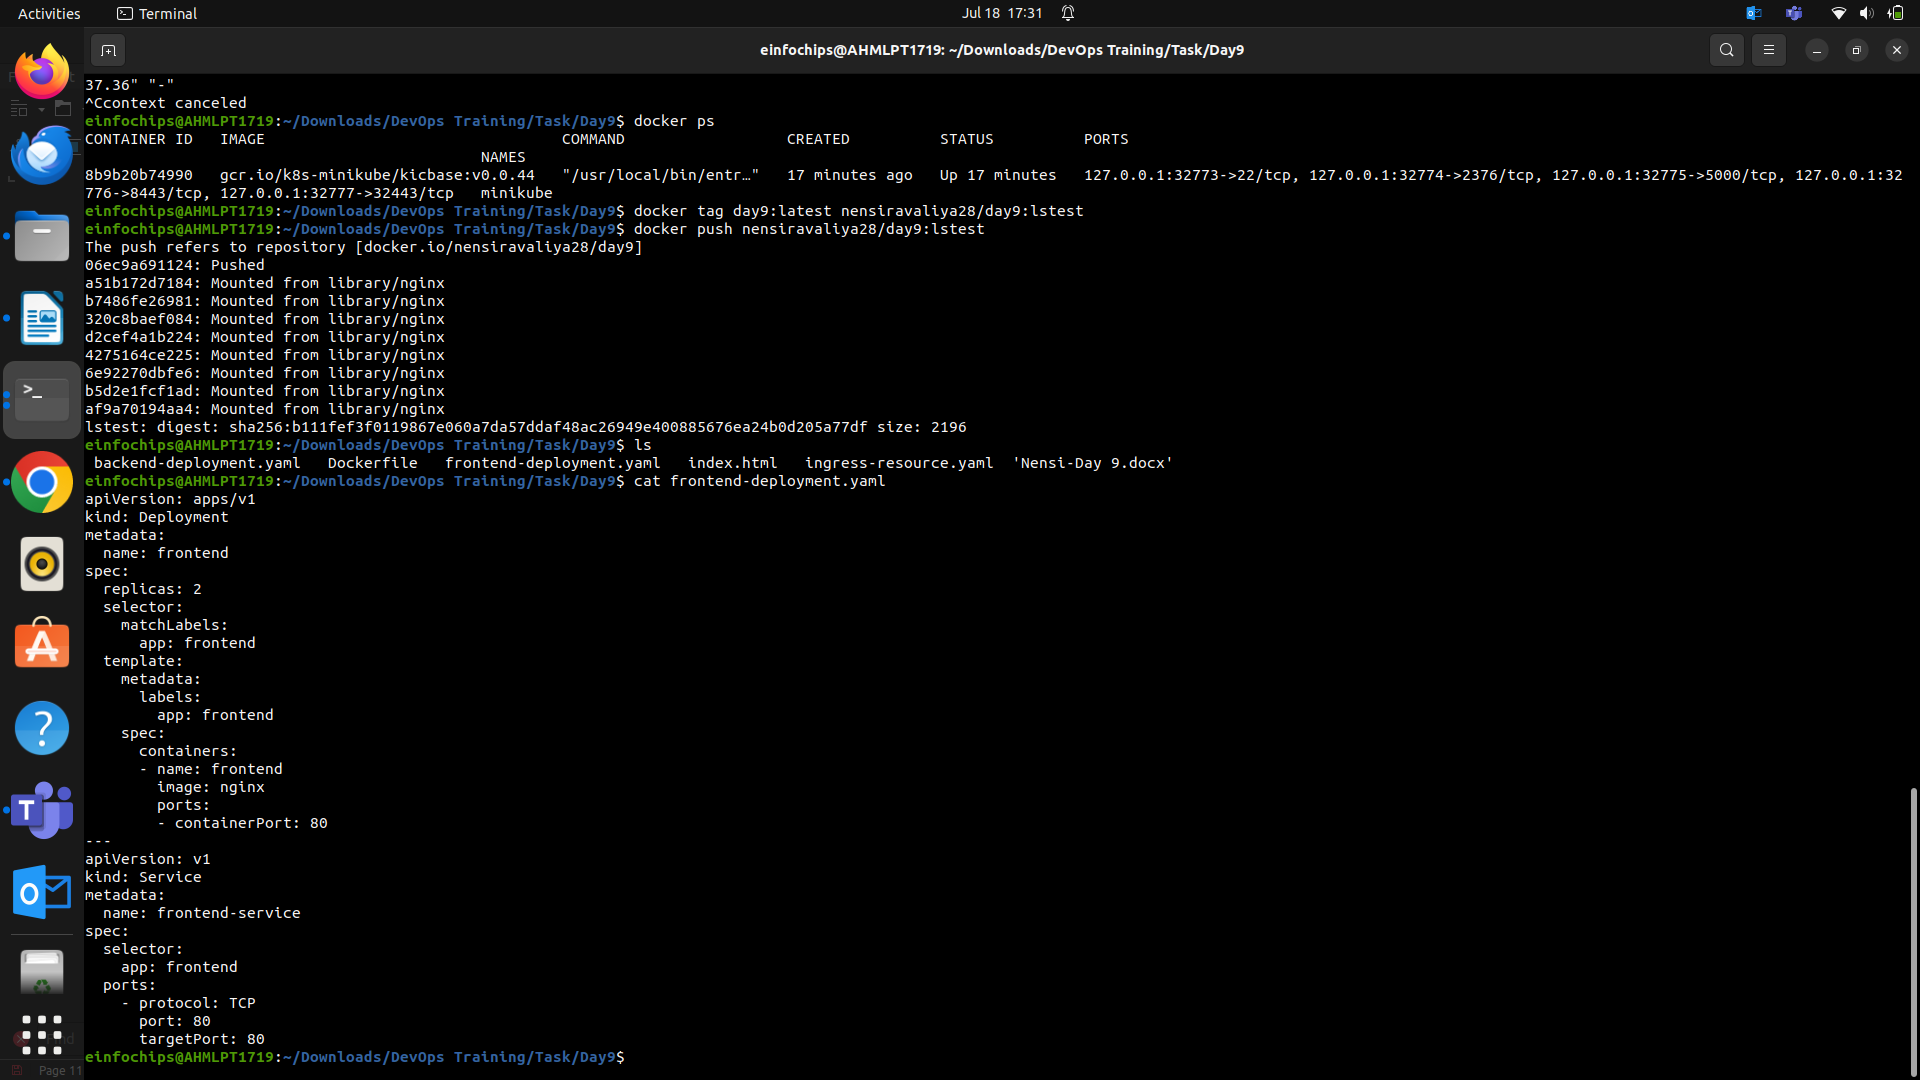 Activities
Terminal
Jul 18 17:31
einfochips@AHMLPT1719: ~/Downloads/DevOps Training/Task/Day9
37.36" "-"
^Ccontext canceled
einfochips@AHMLPT1719:~/Downloads/DevOps Training/Task/Day9$ docker ps
CONTAINER ID   IMAGE                                 COMMAND                  CREATED          STATUS          PORTS
                                            NAMES
8b9b20b74990   gcr.io/k8s-minikube/kicbase:v0.0.44   "/usr/local/bin/entr…"   17 minutes ago   Up 17 minutes   127.0.0.1:32773->22/tcp, 127.0.0.1:32774->2376/tcp, 127.0.0.1:32775->5000/tcp, 127.0.0.1:32
776->8443/tcp, 127.0.0.1:32777->32443/tcp   minikube
einfochips@AHMLPT1719:~/Downloads/DevOps Training/Task/Day9$ docker tag day9:latest nensiravaliya28/day9:lstest
einfochips@AHMLPT1719:~/Downloads/DevOps Training/Task/Day9$ docker push nensiravaliya28/day9:lstest
The push refers to repository [docker.io/nensiravaliya28/day9]
06ec9a691124: Pushed
a51b172d7184: Mounted from library/nginx
b7486fe26981: Mounted from library/nginx
320c8baef084: Mounted from library/nginx
d2cef4a1b224: Mounted from library/nginx
4275164ce225: Mounted from library/nginx
6e92270dbfe6: Mounted from library/nginx
b5d2e1fcf1ad: Mounted from library/nginx
af9a70194aa4: Mounted from library/nginx
lstest: digest: sha256:b111fef3f0119867e060a7da57ddaf48ac26949e400885676ea24b0d205a77df size: 2196
einfochips@AHMLPT1719:~/Downloads/DevOps Training/Task/Day9$ ls
 backend-deployment.yaml   Dockerfile   frontend-deployment.yaml   index.html   ingress-resource.yaml  'Nensi-Day 9.docx'
einfochips@AHMLPT1719:~/Downloads/DevOps Training/Task/Day9$ cat frontend-deployment.yaml
apiVersion: apps/v1
kind: Deployment
metadata:
  name: frontend
spec:
  replicas: 2
  selector:
    matchLabels:
      app: frontend
  template:
    metadata:
      labels:
        app: frontend
    spec:
      containers:
      - name: frontend
        image: nginx
        ports:
        - containerPort: 80
---
apiVersion: v1
kind: Service
metadata:
  name: frontend-service
spec:
  selector:
    app: frontend
  ports:
    - protocol: TCP
      port: 80
      targetPort: 80
einfochips@AHMLPT1719:~/Downloads/DevOps Training/Task/Day9$
Page 11